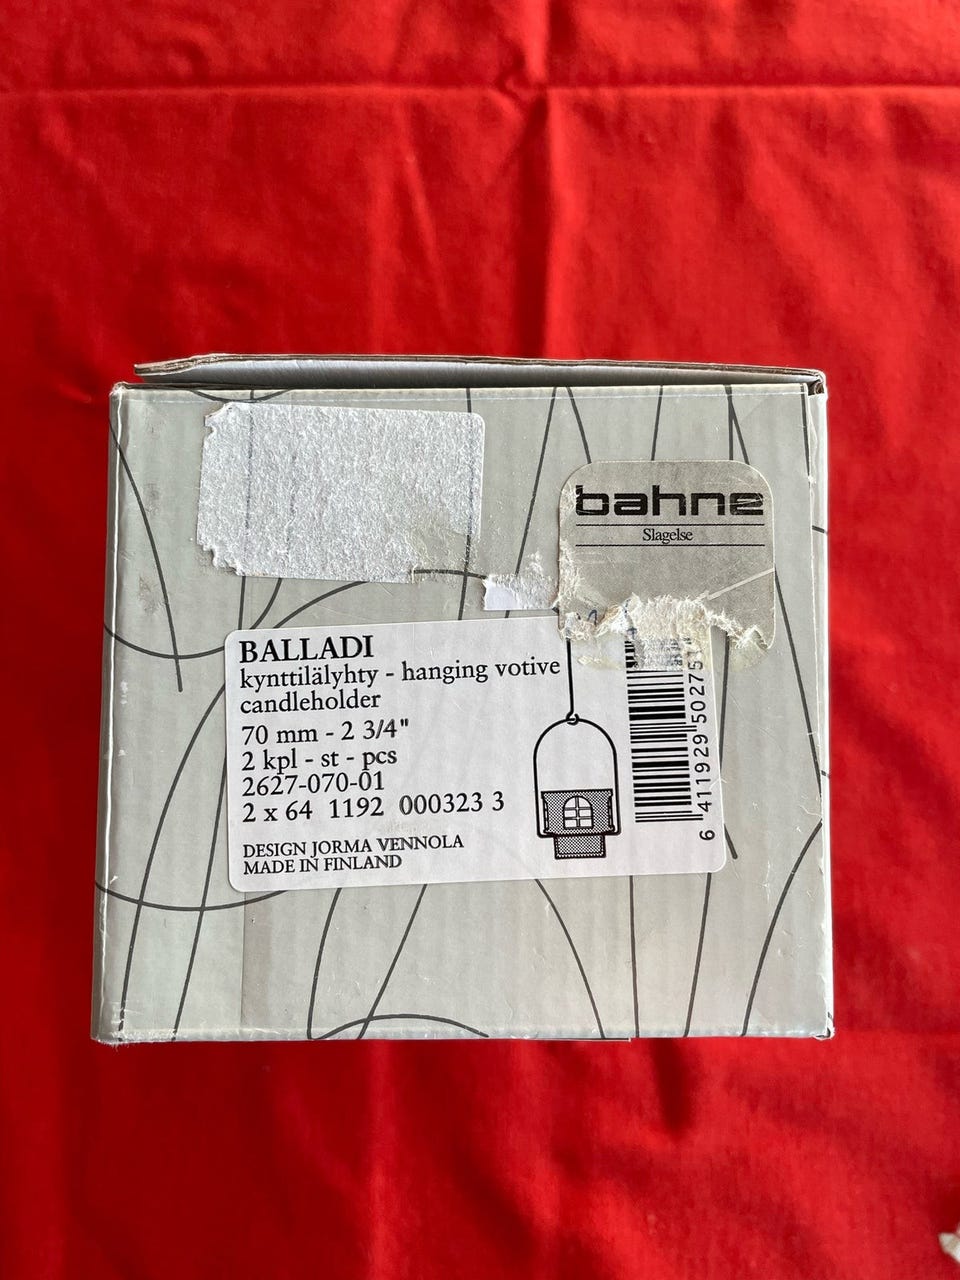 bahne
Slagelse
BALLADI
kynttilälyhty - hanging votive
candleholder
70 mm - 2 3/4"
2 kpl - st - pcs
2627-070-01
2 x 64 1192 000323 3
DESIGN JORMA VENNOLA
MADE IN FINLAND
6 411929 50275